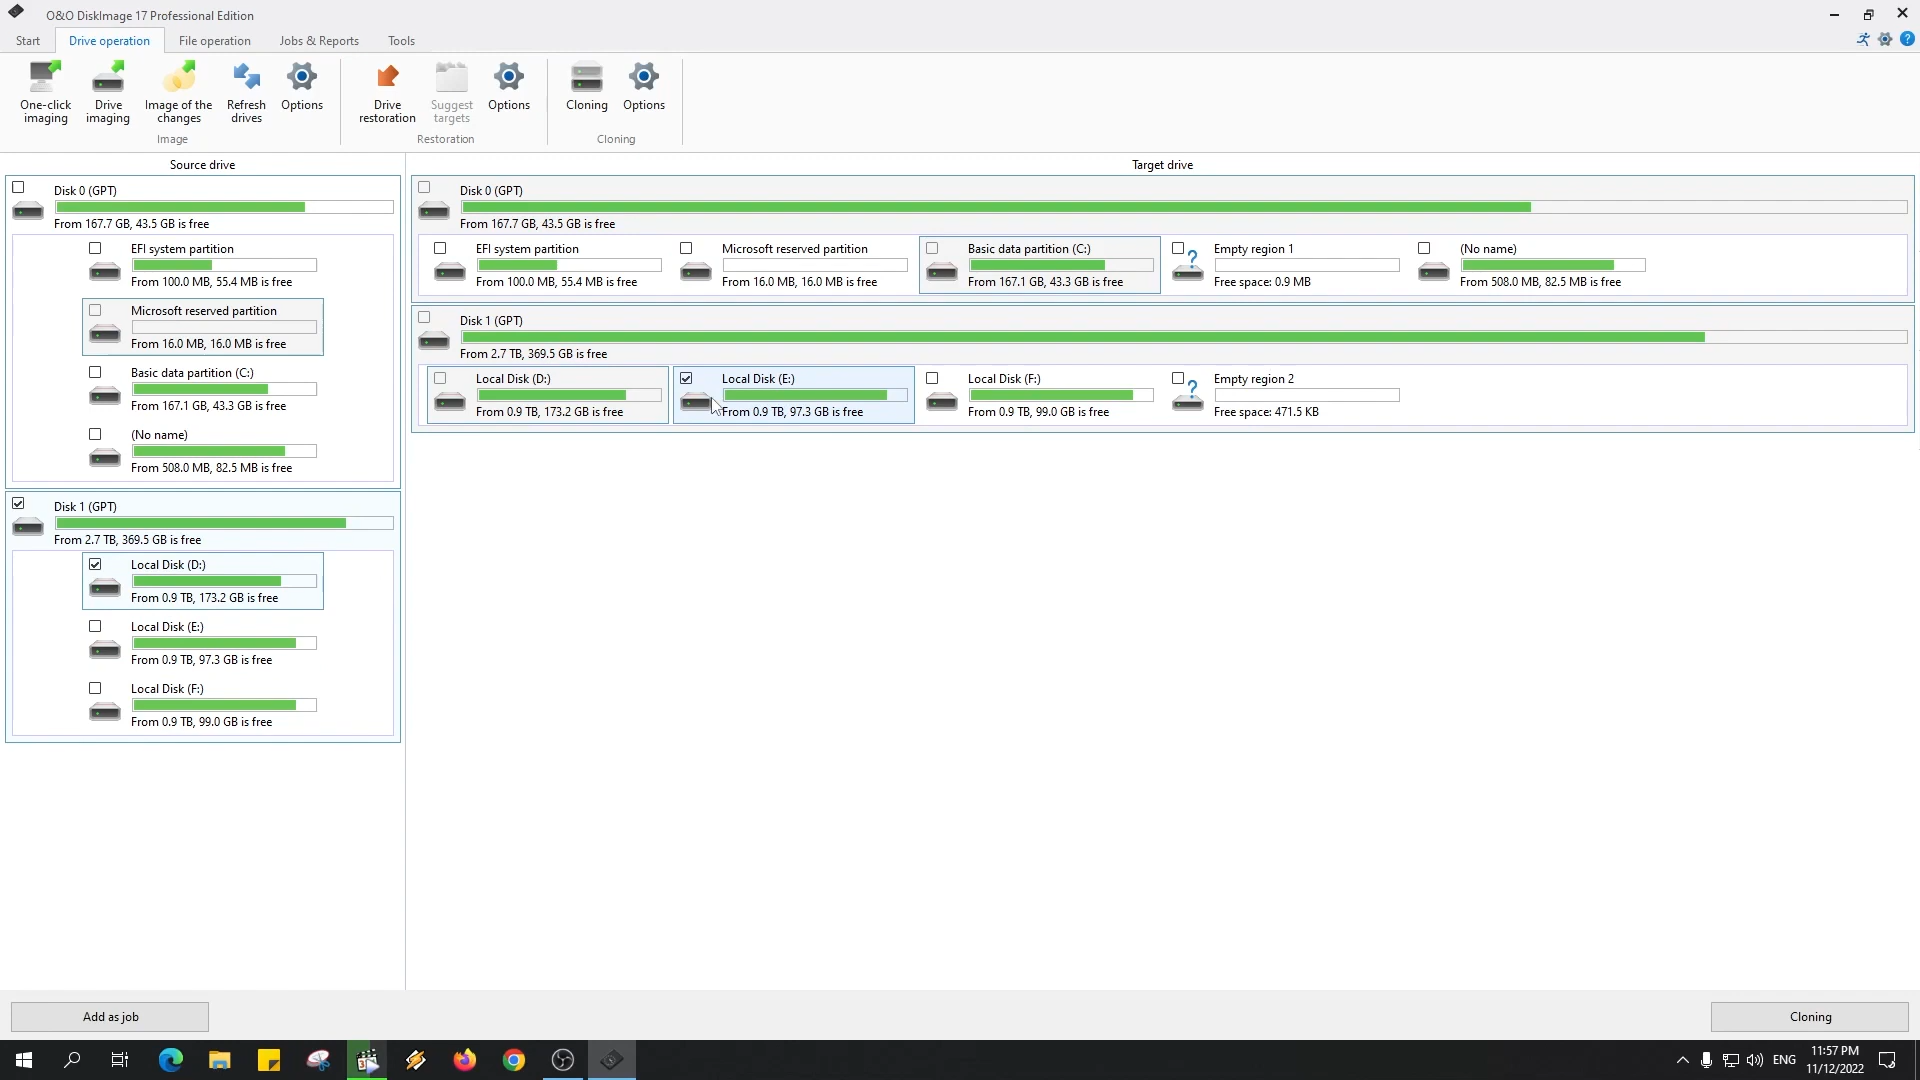 O&O DiskImage 17 Professional Edition
Start
Drive operation
File operation
Jobs & Reports
Tools
?
One-click
imaging
Drive
imaging
Image of the
changes
Refresh
drives
Options
Image
Drive
restoration
Suggest
targets
Options
Restoration
Cloning
Options
Cloning
Source drive
Disk 0 (GPT)
From 167.7 GB, 43.5 GB is free
EFI system partition
From 100.0 MB, 55.4 MB is free
Microsoft reserved partition
From 16.0 MB, 16.0 MB is free
Basic data partition (C:)
From 167.1 GB, 43.3 GB is free
(No name)
From 508.0 MB, 82.5 MB is free
Disk 1 (GPT)
From 2.7 TB, 369.5 GB is free
Local Disk (D:)
From 0.9 TB, 173.2 GB is free
Local Disk (E:)
From 0.9 TB, 97.3 GB is free
Local Disk (F:)
From 0.9 TB, 99.0 GB is free
Target drive
Disk 0 (GPT)
From 167.7 GB, 43.5 GB is free
EFI system partition
From 100.0 MB, 55.4 MB is free
Microsoft reserved partition
From 16.0 MB, 16.0 MB is free
Basic data partition (C:)
From 167.1 GB, 43.3 GB is free
?
Empty region 1
Free space: 0.9 MB
(No name)
From 508.0 MB, 82.5 MB is free
Disk 1 (GPT)
From 2.7 TB, 369.5 GB is free
Local Disk (D:)
From 0.9 TB, 173.2 GB is free
Local Disk (E:)
From 0.9 TB, 97.3 GB is free
Local Disk (F:)
From 0.9 TB, 99.0 GB is free
?
Empty region 2
Free space: 471.5 KB
Add as job
Cloning
ENG
11:57 PM
11/12/2022